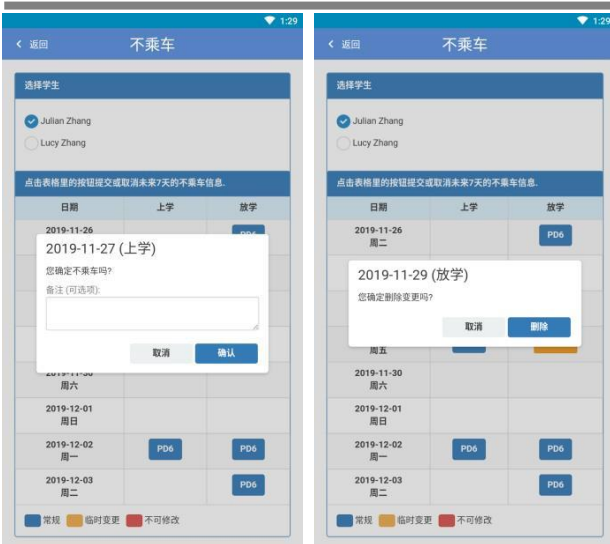 1:29
返回
不乘车
选择学生
Julian Zhang
Lucy Zhang
点击表格里的按钮提交或取消未来7天的不乘车信息.
日期 上学 放学
2019-11-26
2019-11-27 (上学)
您确定不乘车吗?
备注 (可选项):
取消 确认
2019-11-30
周六
2019-12-01
周日
2019-12-02
周一
PD6 PD6
2019-12-03
周二
PD6
常规 临时变更 不可修改
1:29
返回
不乘车
选择学生
Julian Zhang
Lucy Zhang
点击表格里的按钮提交或取消未来7天的不乘车信息.
日期 上学 放学
2019-11-26
周二
PD6
2019-11-29 (放学)
您确定删除变更吗?
取消 删除
周五
2019-11-30
周六
2019-12-01
周日
2019-12-02
周一
PD6 PD6
2019-12-03
周二
PD6
常规 临时变更 不可修改